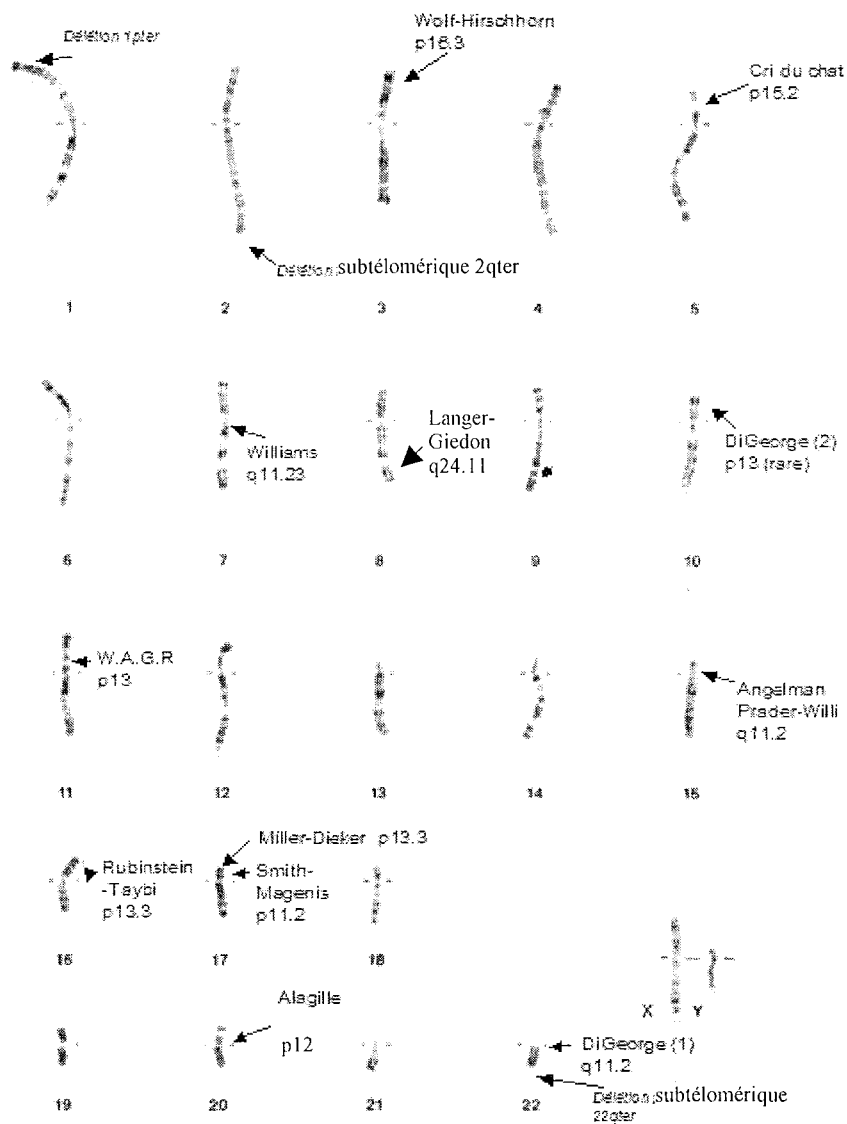 Délétion 1pter
Wolf-Hirschhorn
p16.3
Cri du chat
p15.2
Délétion subtélomérique 2qter
1 2 3 4 5
Williams
q11.23
Langer-
Giedon
q24.11
DiGeorge (2)
p13 (rare)
6 7 8 9 10
W.A.G.R
p13
Angelman
Prader-Willi
q11.2
11 12 13 14 15
Rubinstein
-Taybi
p13.3
Miller-Dieker p13.3
Smith-
Magenis
p11.2
16 17 18
X Y
Alagille
p12
DiGeorge (1)
q11.2
Délétion subtélomérique
22qter
19 20 21 22